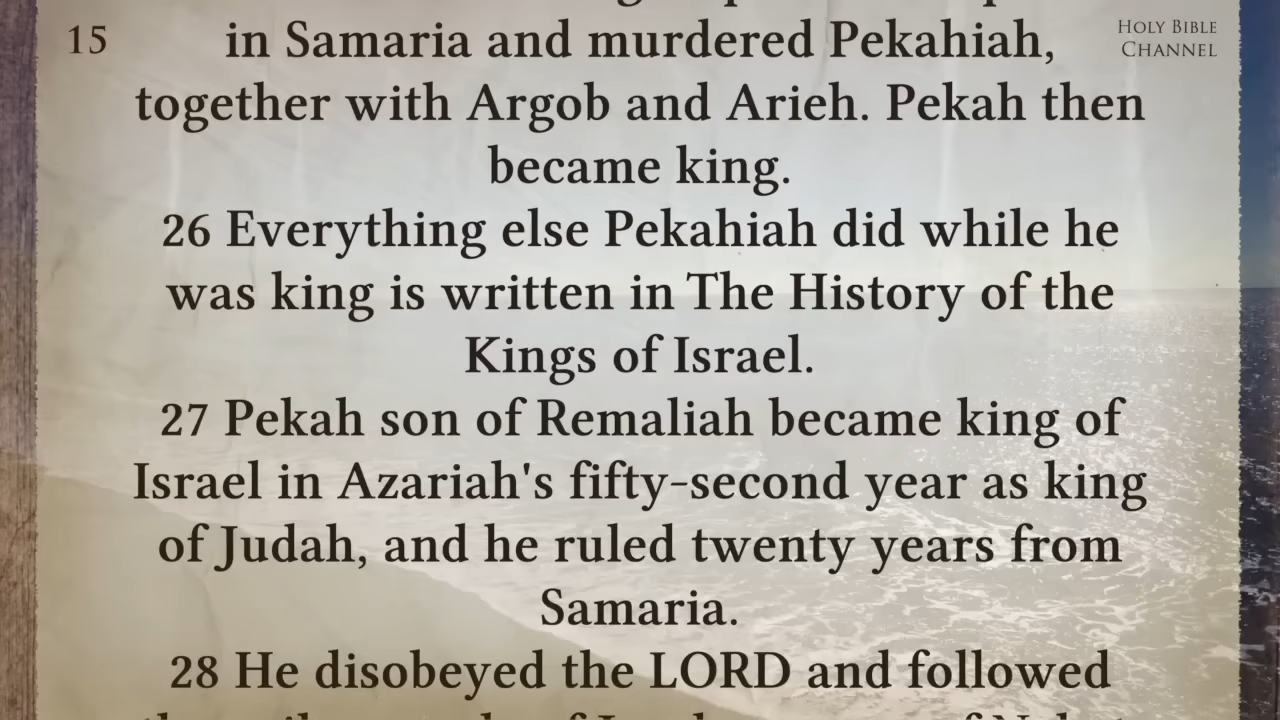 15
HOLY BIBLE
CHANNEL
in Samaria and murdered Pekahiah,
together with Argob and Arieh. Pekah then
became king.
26 Everything else Pekahiah did while he
was king is written in The History of the
Kings of Israel.
27 Pekah son of Remaliah became king of
Israel in Azariah's fifty-second year as king
of Judah, and he ruled twenty years from
Samaria.
28 He disobeyed the LORD and followed